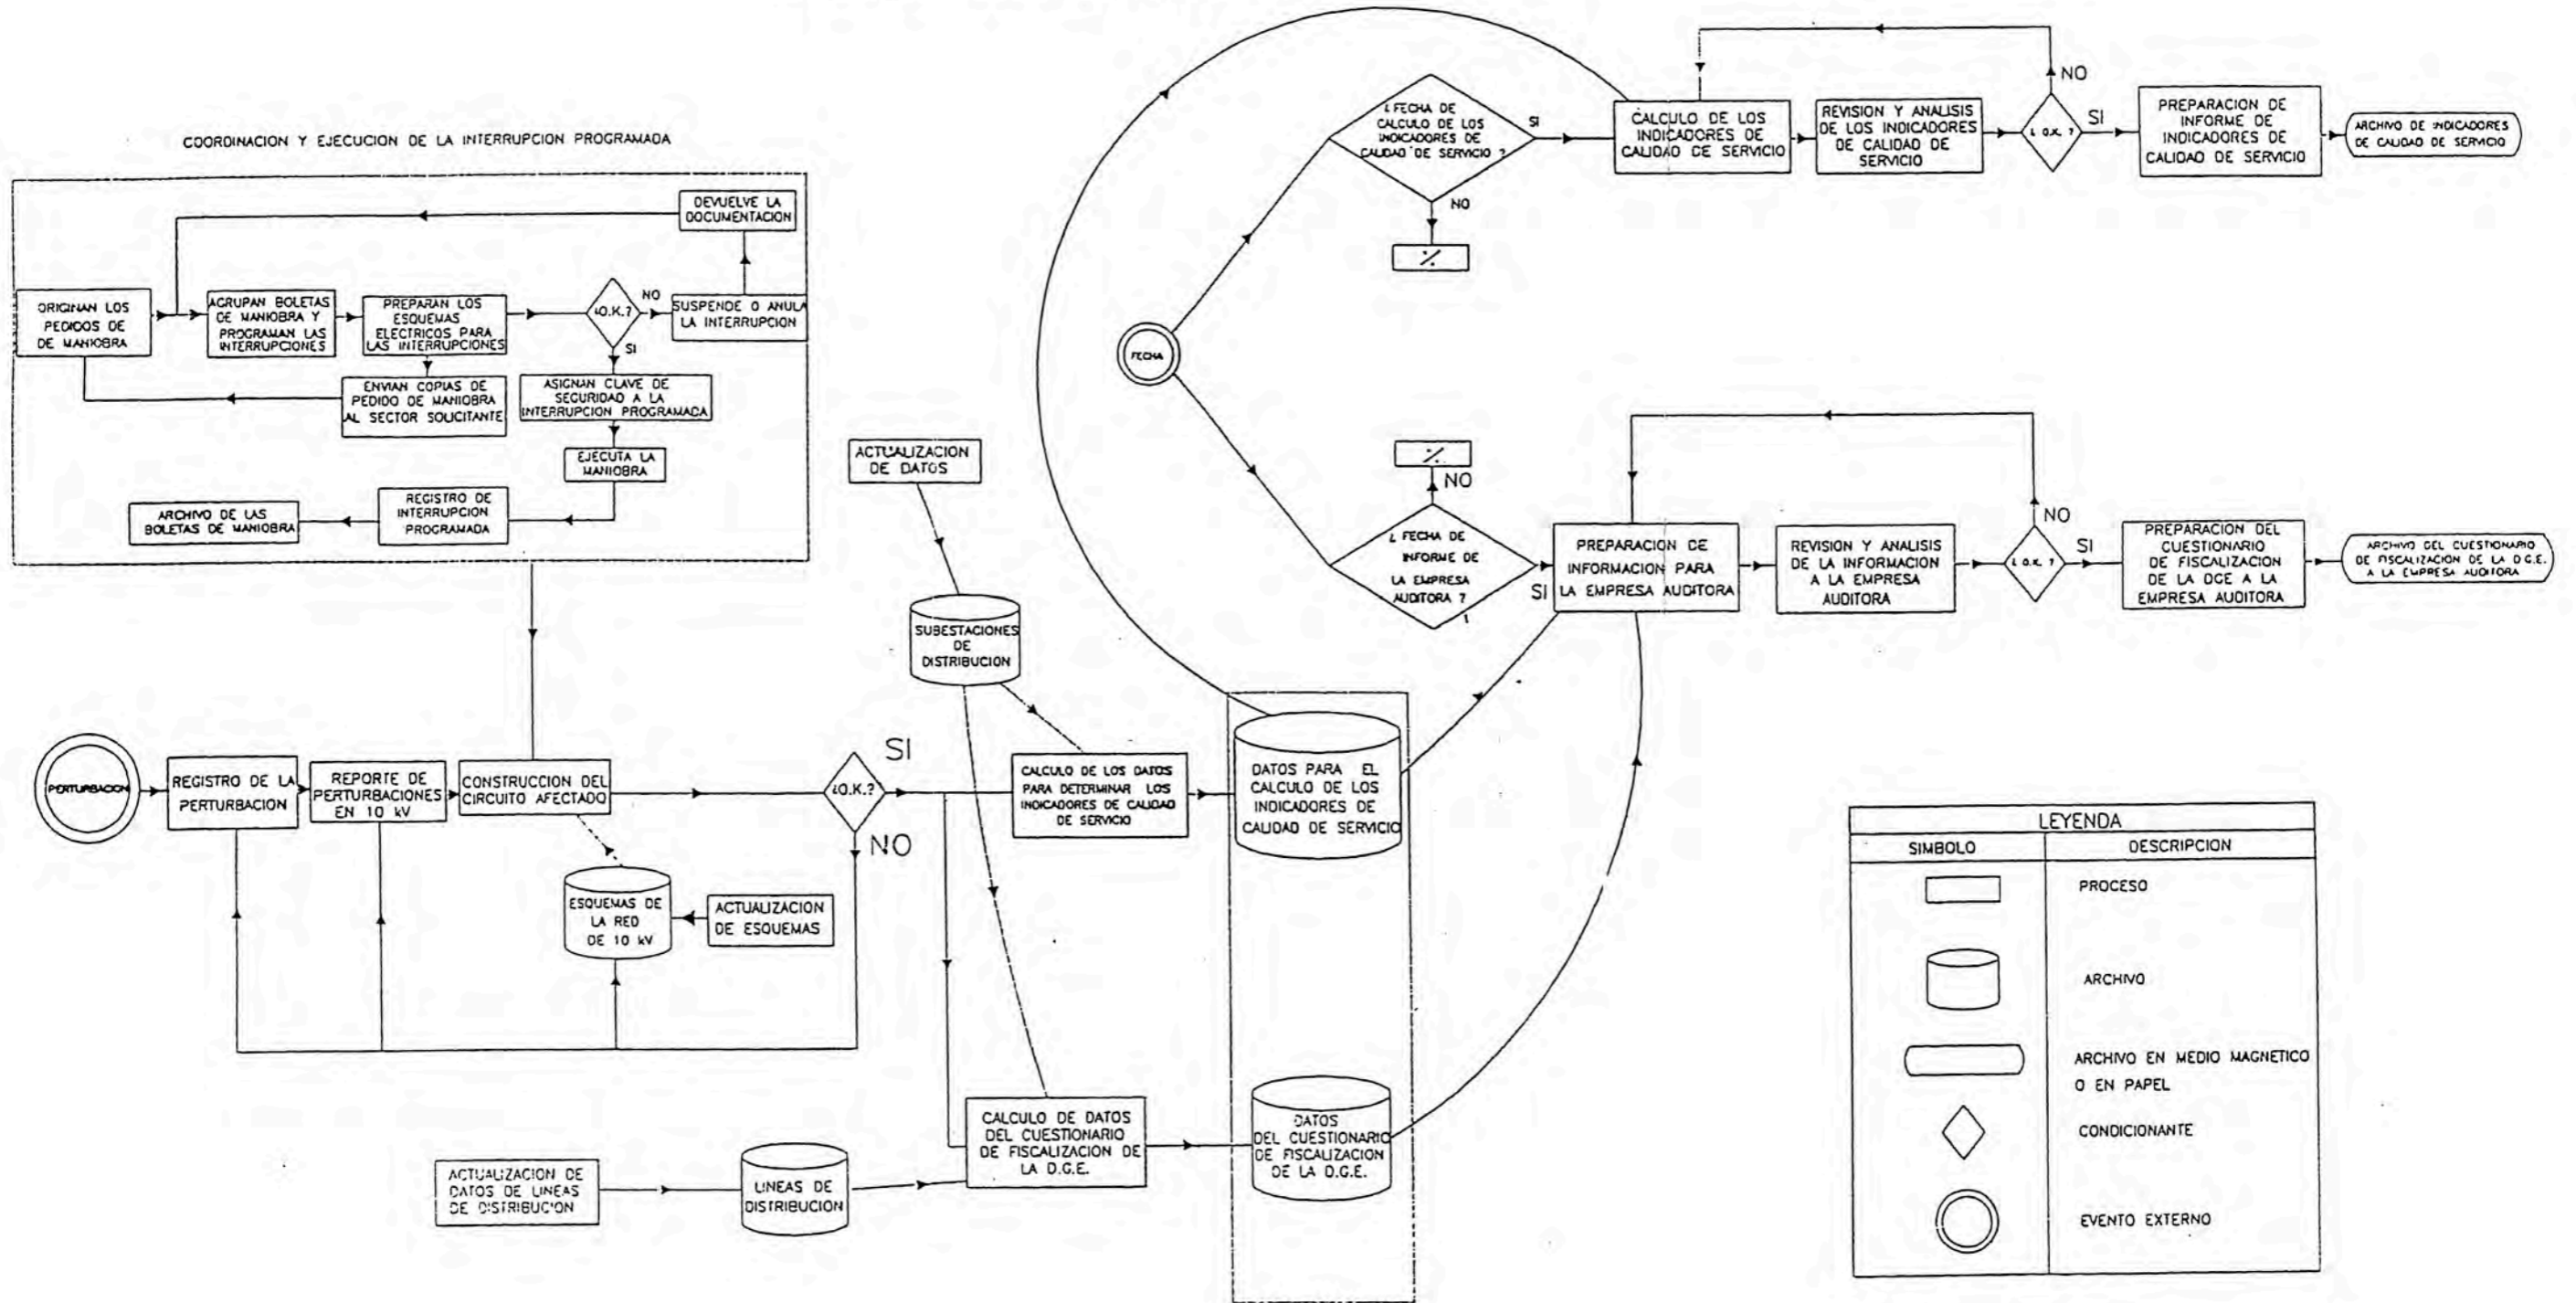 COORDINACION Y EJECUCION DE LA INTERRUPCION PROGRAMADA
DEVUELVE LA
DOCUMENTACION
ORIGINAN LOS
PEDIDOS DE
DE MANIOBRA
AGRUPAN BOLETAS
DE MANIOBRA Y
PROGRAMAN LAS
INTERRUPCIONES
PREPARAN LOS
ESQUEMAS
ELECTRICOS PARA
LAS INTERRUPCIONES
¿O.K.?
NO
SI
SUSPENDE O ANULA
LA INTERRUPCION
ENVIAN COPIAS DE
PEDIDO DE MANIOBRA
AL SECTOR SOLICITANTE
ASIGNAN CLAVE DE
SEGURIDAD A LA
INTERRUPCION PROGRAMADA
EJECUTA LA
MANIOBRA
REGISTRO DE
INTERRUPCION
PROGRAMADA
ARCHIVO DE LAS
BOLETAS DE MANIOBRA
¿ FECHA DE
CALCULO DE LOS
INDICADORES DE
CALIDAD DE SERVICIO ?
SI
NO
%
CALCULO DE LOS
INDICADORES DE
CALIDAD DE SERVICIO
REVISION Y ANALISIS
DE LOS INDICADORES
DE CALIDAD DE
SERVICIO
¿ O.K. ?
NO
SI
PREPARACION DE
INFORME DE
INDICADORES DE
CALIDAD DE SERVICIO
ARCHIVO DE INDICADORES
DE CALIDAD DE SERVICIO
FECHA
%
NO
¿ FECHA DE
INFORME DE
LA EMPRESA
AUDITORA ?
SI
PREPARACION DE
INFORMACION PARA
LA EMPRESA AUDITORA
REVISION Y ANALISIS
DE LA INFORMACION
A LA EMPRESA
AUDITORA
¿ O.K. ?
NO
SI
PREPARACION DEL
CUESTIONARIO
DE FISCALIZACION
DE LA DGE A LA
EMPRESA AUDITORA
ARCHIVO DEL CUESTIONARIO
DE FISCALIZACION DE LA D.G.E.
A LA EMPRESA AUDITORA
ACTUALIZACION
DE DATOS
SUBESTACIONES
DE
DISTRIBUCION
PERTURBACION
REGISTRO DE LA
PERTURBACION
REPORTE DE
PERTURBACIONES
EN 10 kV
CONSTRUCCION DEL
CIRCUITO AFECTADO
¿O.K.?
SI
NO
CALCULO DE LOS DATOS
PARA DETERMINAR LOS
INDICADORES DE CALIDAD
DE SERVICIO
DATOS PARA EL
CALCULO DE LOS
INDICADORES DE
CALIDAD DE SERVICIO
ESQUEMAS DE
LA RED
DE 10 kV
ACTUALIZACION
DE ESQUEMAS
CALCULO DE DATOS
DEL CUESTIONARIO
DE FISCALIZACION DE
LA D.G.E.
DATOS
DEL CUESTIONARIO
DE FISCALIZACION
DE LA D.G.E.
ACTUALIZACION DE
DATOS DE LINEAS
DE DISTRIBUCION
LINEAS DE
DISTRIBUCION
LEYENDA
SIMBOLO
DESCRIPCION
PROCESO
ARCHIVO
ARCHIVO EN MEDIO MAGNETICO
O EN PAPEL
CONDICIONANTE
EVENTO EXTERNO